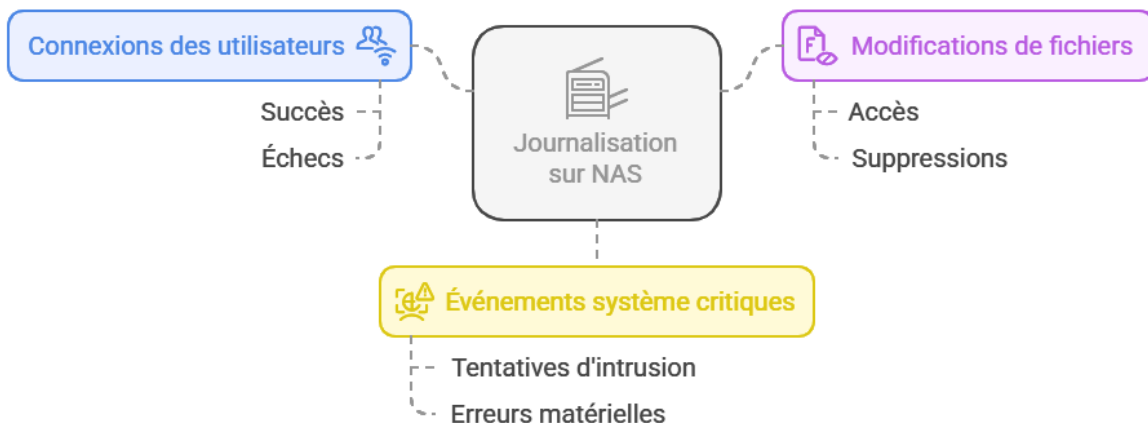 Connexions des utilisateurs
Succès
Échecs
Journalisation
sur NAS
Modifications de fichiers
Accès
Suppressions
Événements système critiques
Tentatives d'intrusion
Erreurs matérielles